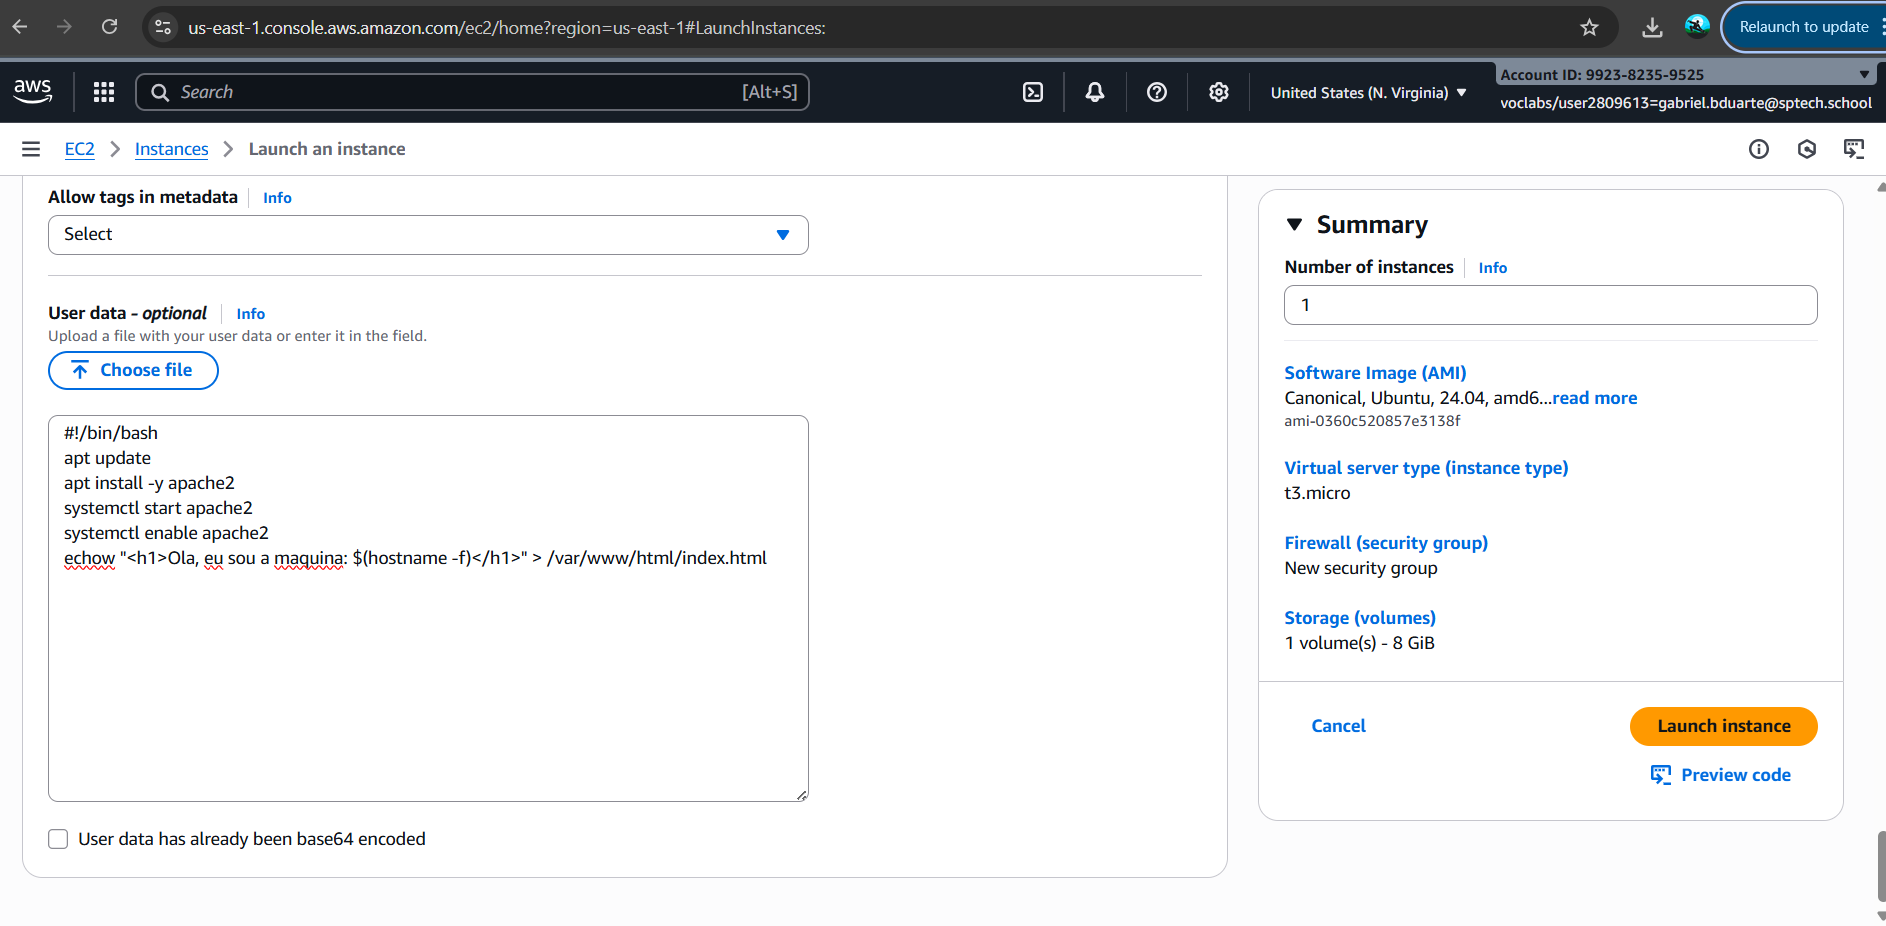 us-east-1.console.aws.amazon.com/ec2/home?region=us-east-1#LaunchInstances:
Relaunch to update
aws
Search
[Alt+S]
United States (N. Virginia)
Account ID: 9923-8235-9525
voclabs/user2809613=gabriel.bduarte@sptech.school
EC2
Instances
Launch an instance
Allow tags in metadata
Info
Select
User data - optional
Info
Upload a file with your user data or enter it in the field.
Choose file
#!/bin/bash
apt update
apt install -y apache2
systemctl start apache2
systemctl enable apache2
echow "<h1>Ola, eu sou a maquina: $(hostname -f)</h1>" > /var/www/html/index.html
User data has already been base64 encoded
Summary
Number of instances
Info
1
Software Image (AMI)
Canonical, Ubuntu, 24.04, amd6...read more
ami-0360c520857e3138f
Virtual server type (instance type)
t3.micro
Firewall (security group)
New security group
Storage (volumes)
1 volume(s) - 8 GiB
Cancel
Launch instance
Preview code